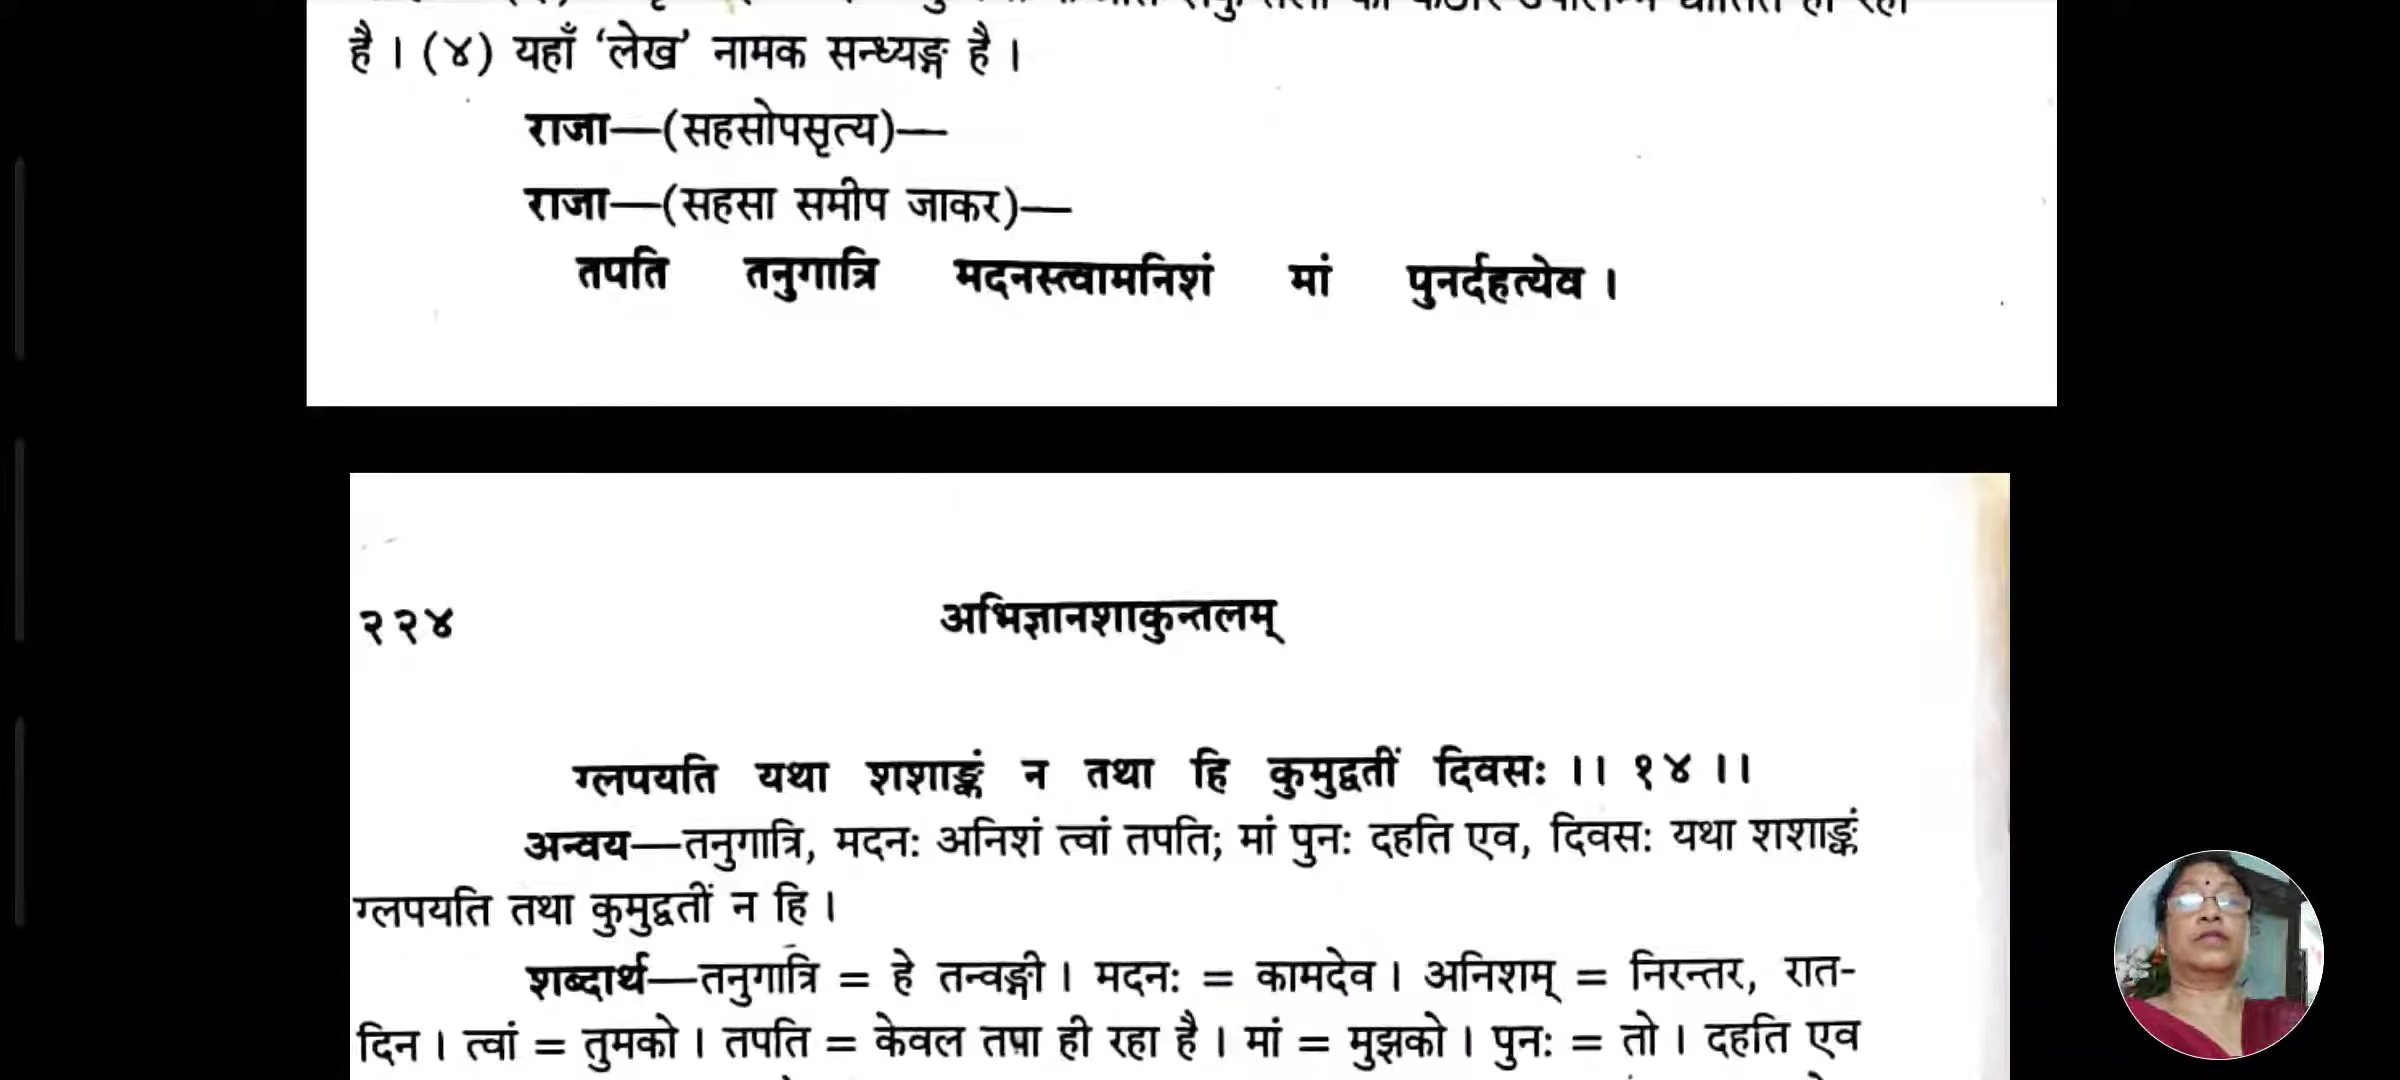 है । (४) यहाँ ‘लेख’ नामक सन्ध्यङ्ग है ।
राजा—(सहसोपसृत्य)—
राजा—(सहसा समीप जाकर)—
तपति तनुगात्रि मदनस्त्वामनिशं मां पुनर्दहत्येव ।
२२४ अभिज्ञानशाकुन्तलम्
ग्लपयति यथा शशाङ्कं न तथा हि कुमुद्वतीं दिवसः ।। १४ ।।
अन्वय—तनुगात्रि, मदनः अनिशं त्वां तपति; मां पुनः दहति एव, दिवसः यथा शशाङ्कं
ग्लपयति तथा कुमुद्वतीं न हि ।
शब्दार्थ—तनुगात्रि = हे तन्वङ्गी । मदनः = कामदेव । अनिशम् = निरन्तर, रात-
दिन । त्वां = तुमको । तपति = केवल तपा ही रहा है । मां = मुझको । पुनः = तो । दहति एव